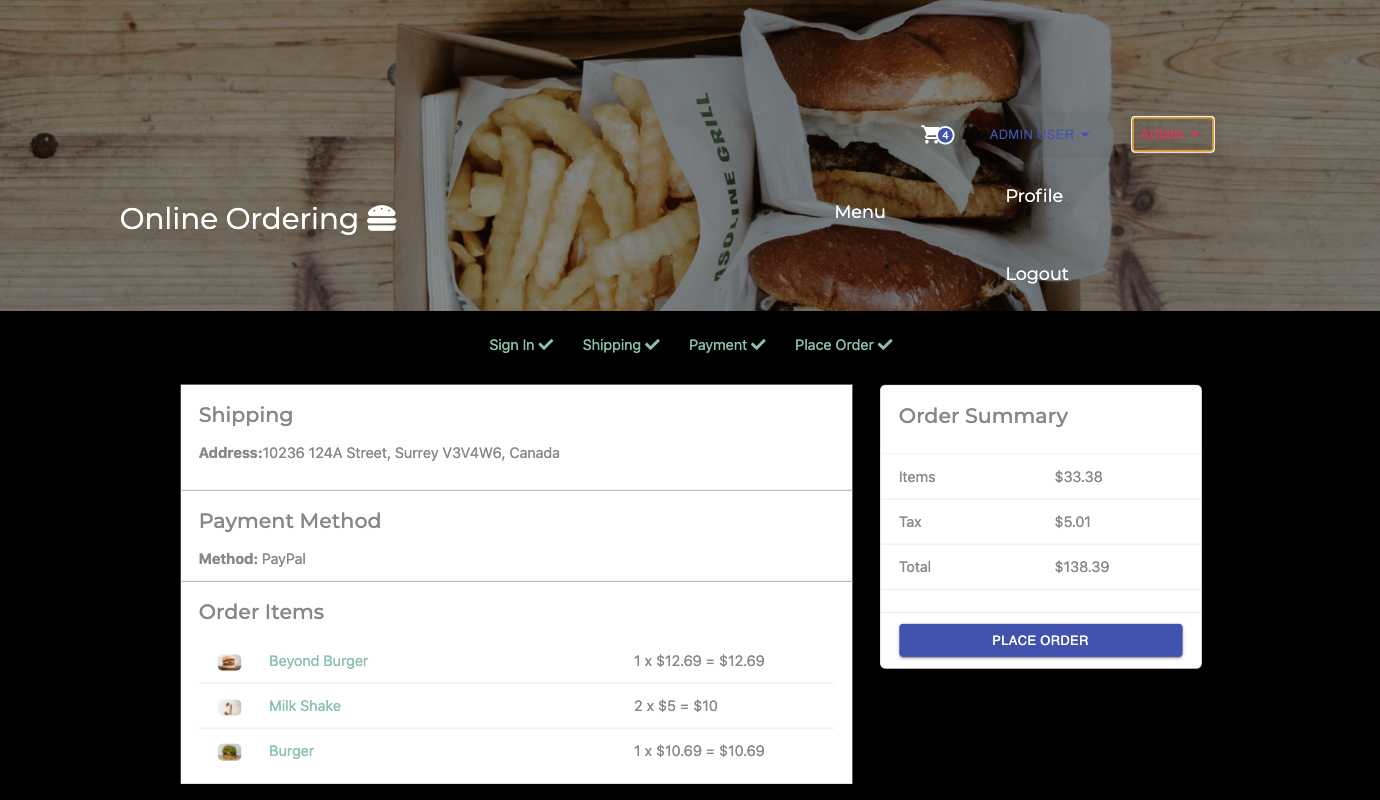 4
ADMIN USER
ADMIN
ASOLINE GRILL
Profile
Menu
Online Ordering
Logout
Sign In
Shipping
Payment
Place Order
Shipping
Address:10236 124A Street, Surrey V3V4W6, Canada
Payment Method
Method: PayPal
Order Items
Beyond Burger 1 x $12.69 = $12.69
Milk Shake 2 x $5 = $10
Burger 1 x $10.69 = $10.69
Order Summary
Items $33.38
Tax $5.01
Total $138.39
PLACE ORDER